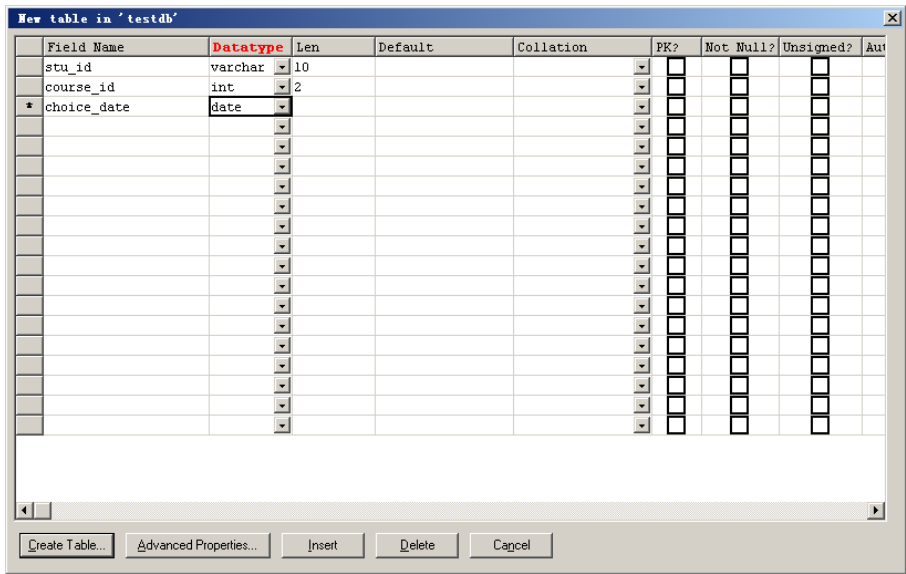 New table in 'testdb'
Field Name Datatype Len Default Collation PK? Not Null? Unsigned? Aut
stu_id varchar 10
course_id int 2
* choice_date date
Create Table... Advanced Properties... Insert Delete Cancel